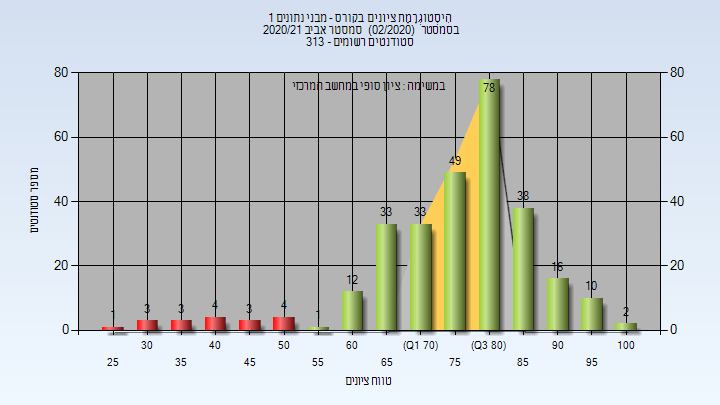 היסטוגרמת ציונים בקורס - מבני נתונים 1
בסמסטר (02/2020) סמסטר אביב 2020/21
סטודנטים רשומים - 313
במשימה : ציון סופי במחשב המרכזי
מספר סטודנטים
80 80
60 60
40 40
20 20
0 0
1 3 3 4 3 4 1 12 33 33 49 78 38 16 10 2
25 30 35 40 45 50 55 60 65 (Q1 70) 75 (Q3 80) 85 90 95 100
טווח ציונים